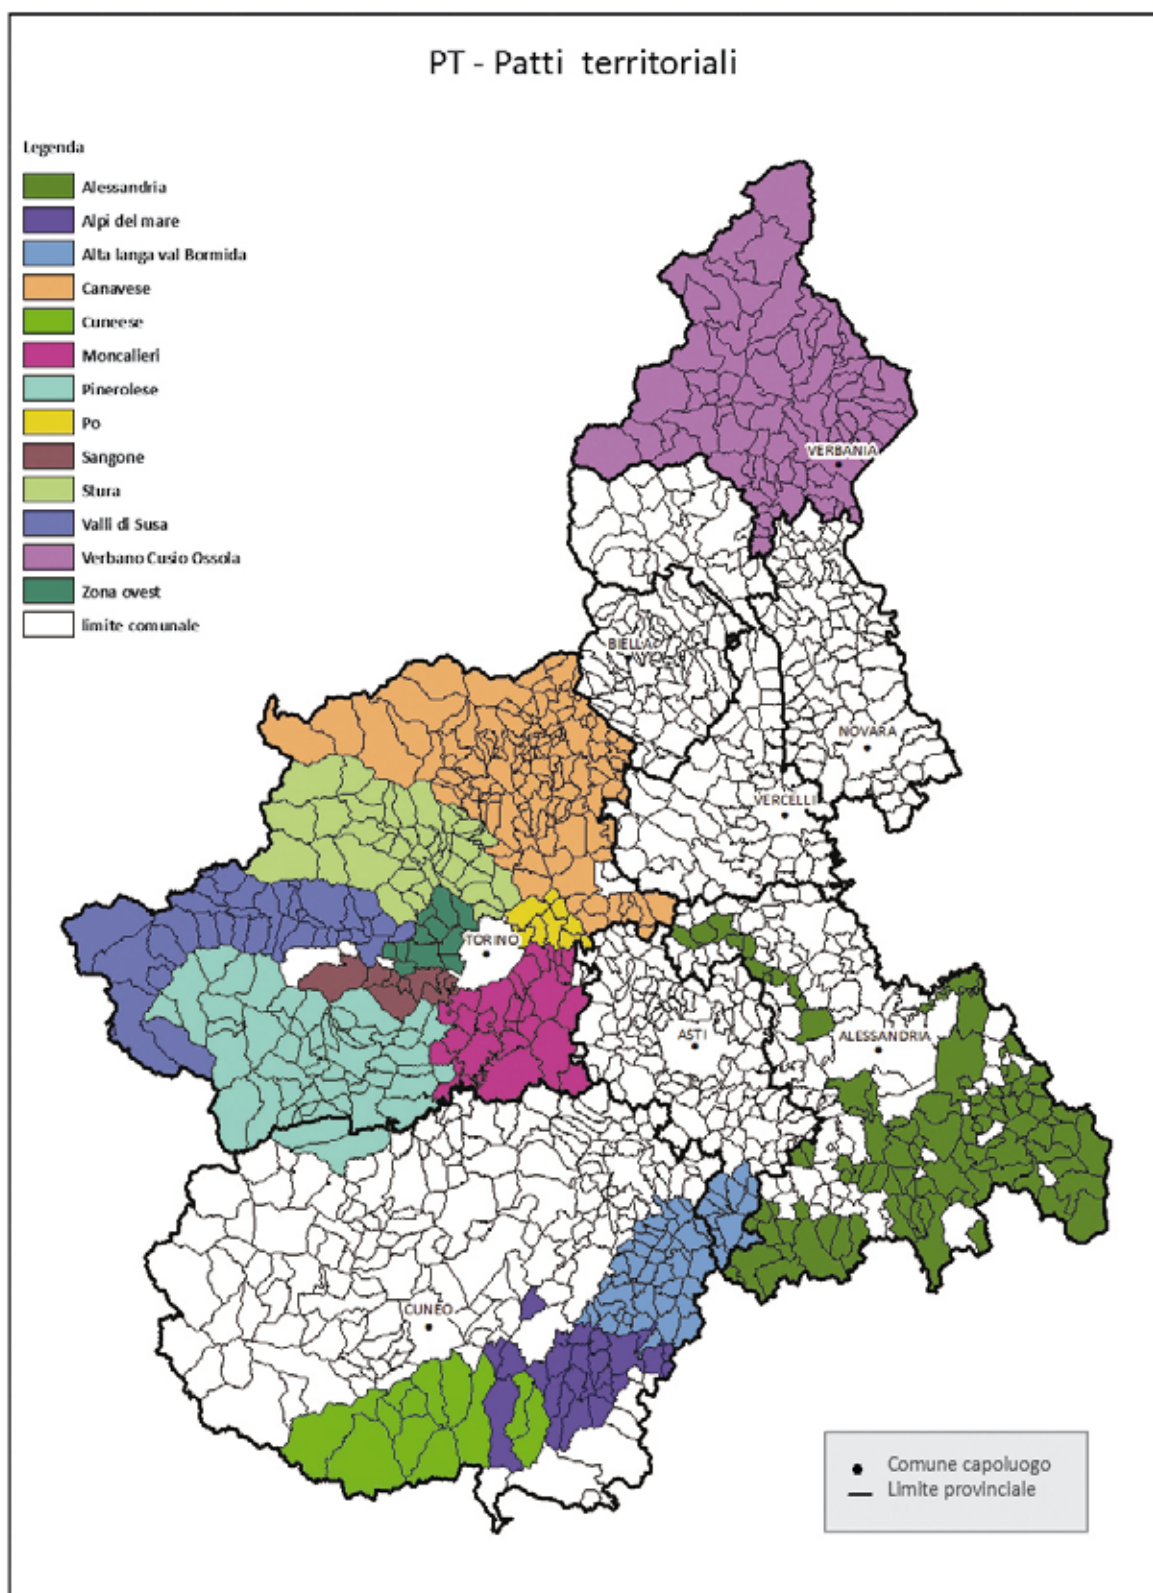 PT - Patti territoriali
Legenda
Alessandria
Alpi del mare
Alta langa val Bormida
Canavese
Cuneese
Moncalieri
Pinerolese
Po
Sangone
Stura
Valli di Susa
Verbano Cusio Ossola
Zona ovest
limite comunale
VERBANIA
BIELLA
NOVARA
VERCELLI
TORINO
ASTI
ALESSANDRIA
CUNEO
Comune capoluogo
Limite provinciale